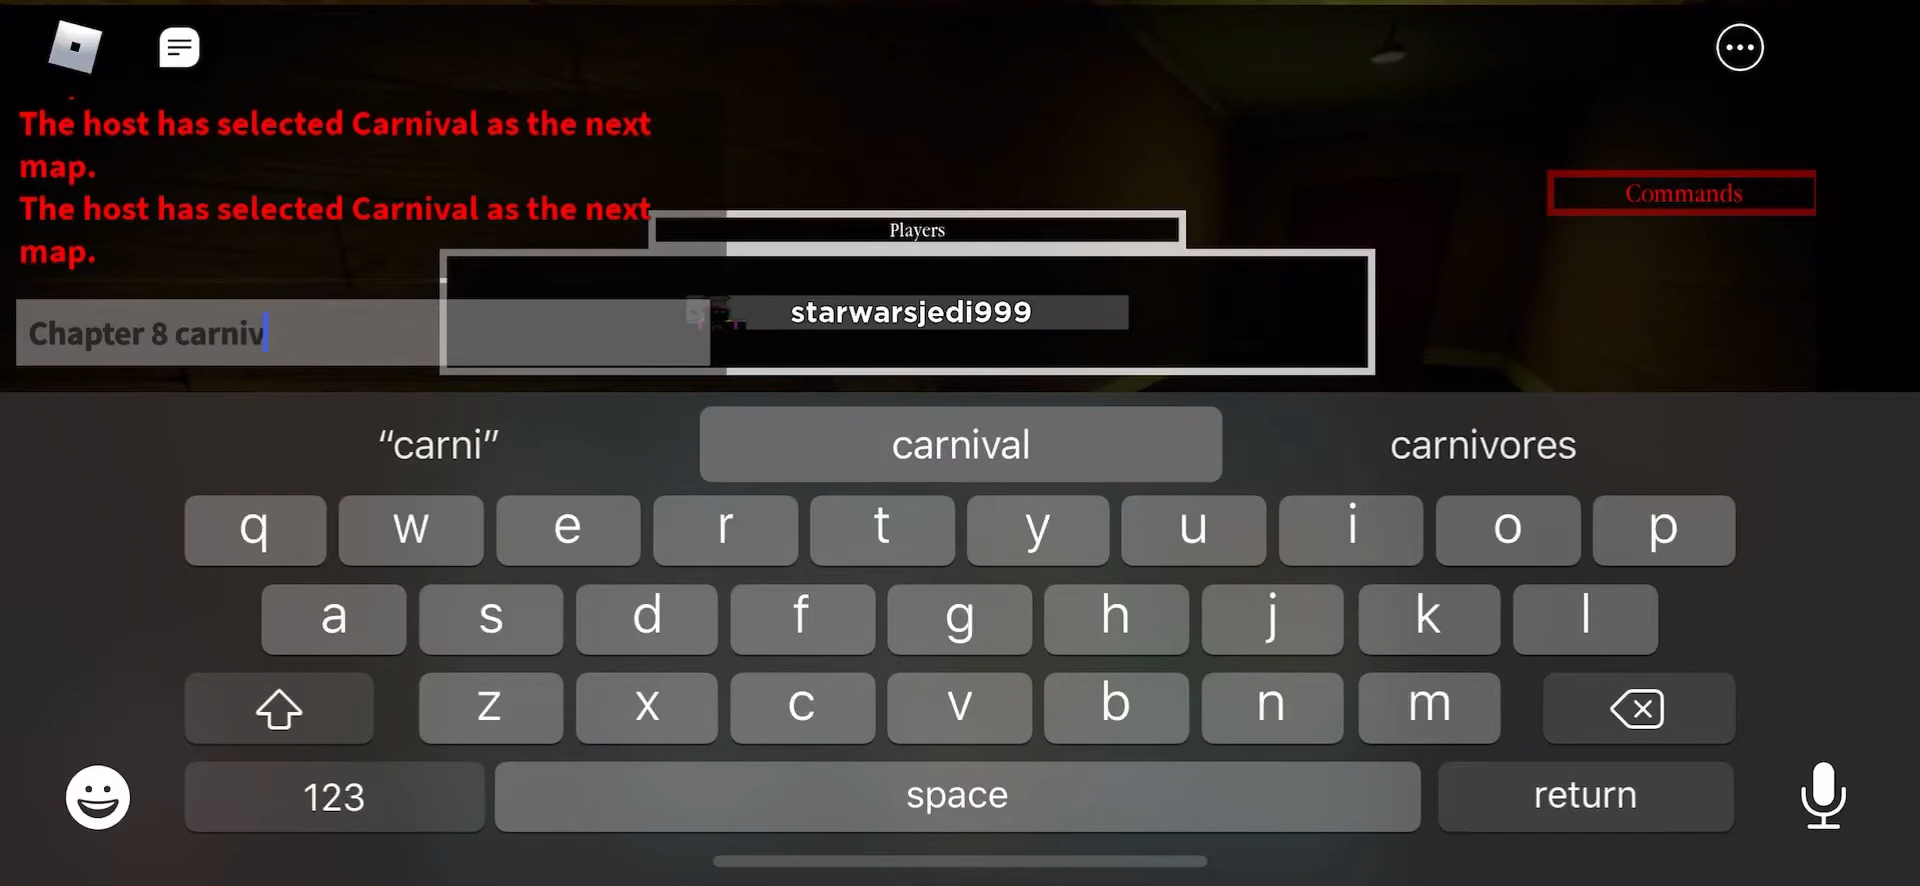 The host has selected Carnival as the next
map.
The host has selected Carnival as the next
map.
Commands
Players
starwarsjedi999
Chapter 8 carniv
“carni” carnival carnivores
q w e r t y u i o p
a s d f g h j k l
z x c v b n m
123 space return